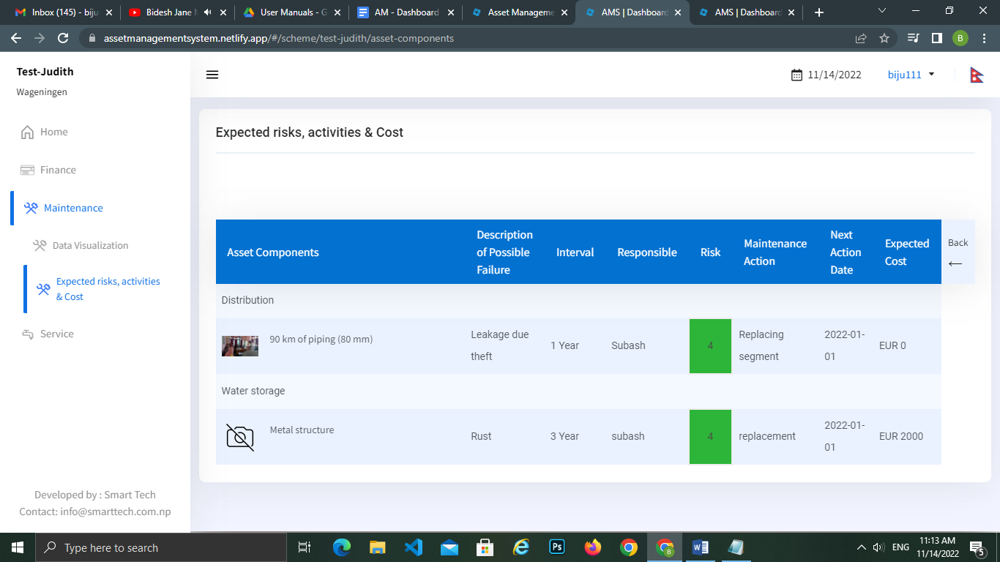 Inbox (145) - biju
Bidesh Jane M
User Manuals - G
AM - Dashboard
Asset Manageme
AMS | Dashboard
AMS | Dashboard
assetmanagementsystem.netlify.app/#/scheme/test-judith/asset-components
B
Test-Judith
Wageningen
11/14/2022
biju111
Home
Finance
Maintenance
Data Visualization
Expected risks, activities
& Cost
Service
Developed by : Smart Tech
Contact: info@smarttech.com.np
Expected risks, activities & Cost
Asset Components
Description
of Possible
Failure
Interval
Responsible
Risk
Maintenance
Action
Next
Action
Date
Expected
Cost
Back
Distribution
90 km of piping (80 mm)
Leakage due
theft
1 Year
Subash
4
Replacing
segment
2022-01-
01
EUR 0
Water storage
Metal structure
Rust
3 Year
subash
4
replacement
2022-01-
01
EUR 2000
Type here to search
Ps
B
ENG
11:13 AM
11/14/2022
5